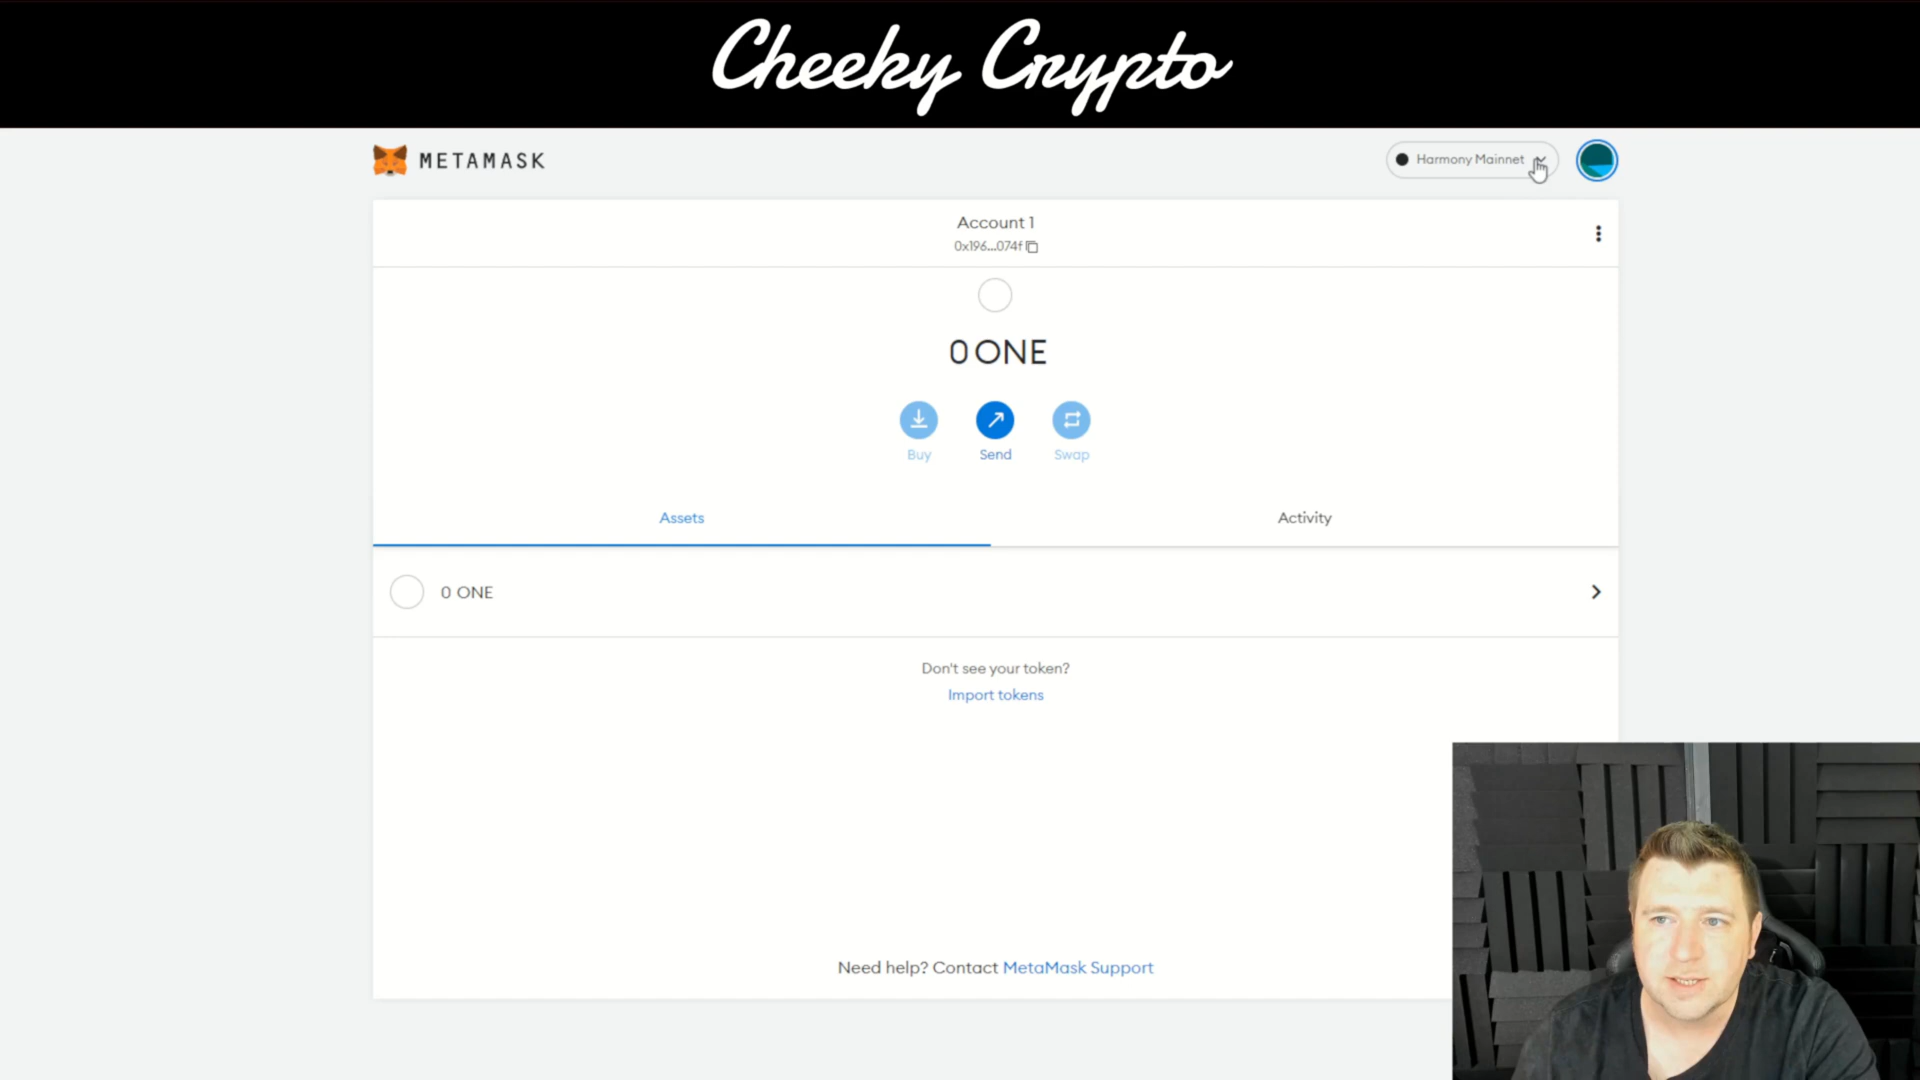 Cheeky Crypto
METAMASK
Harmony Mainnet
Account 1
0x196...074f
0 ONE
Buy
Send
Swap
Assets
Activity
0 ONE
Don't see your token?
Import tokens
Need help? Contact MetaMask Support